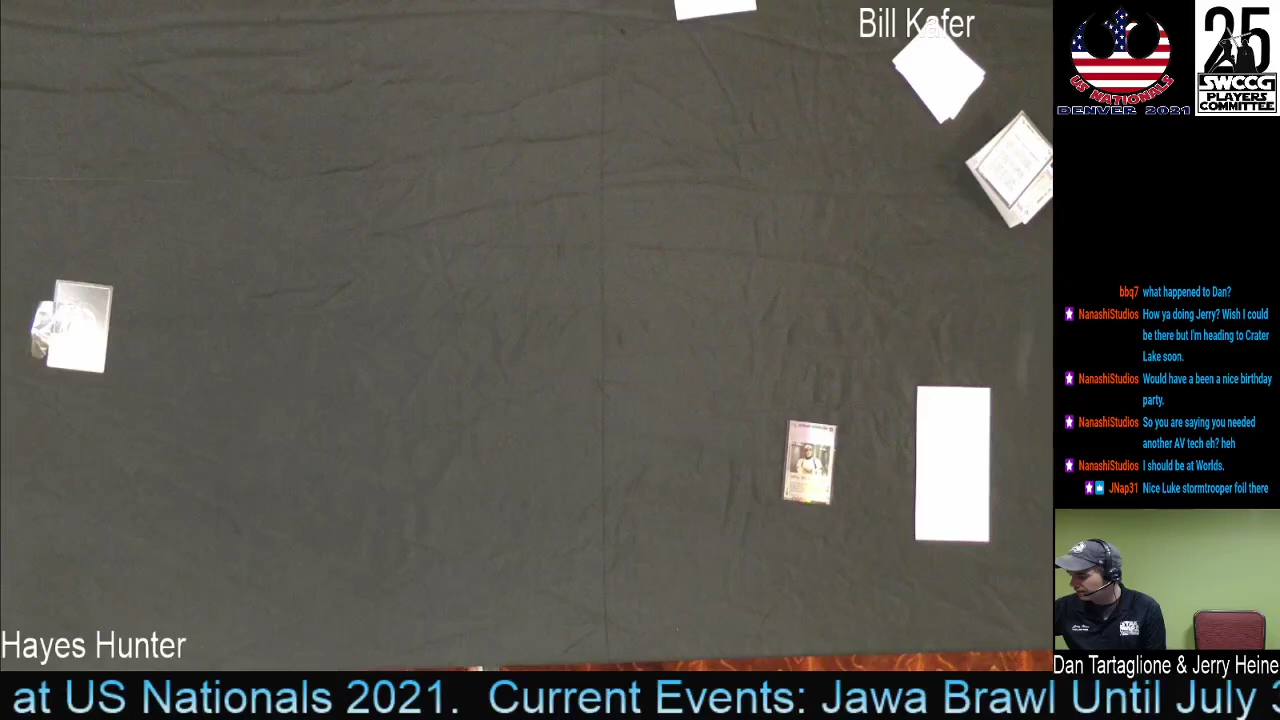 Bill Kafer
US NATIONALS
DENVER 2021
25
SWCCG
PLAYERS
COMMITTEE
bbq7 what happened to Dan?
NanashiStudios How ya doing Jerry? Wish I could
be there but I'm heading to Crater
Lake soon.
NanashiStudios Would have a been a nice birthday
party.
NanashiStudios So you are saying you needed
another AV tech eh? heh
NanashiStudios I should be at Worlds.
JNap31 Nice Luke stormtrooper foil there
Hayes Hunter
Dan Tartaglione & Jerry Heine
at US Nationals 2021. Current Events: Jawa Brawl Until July 3